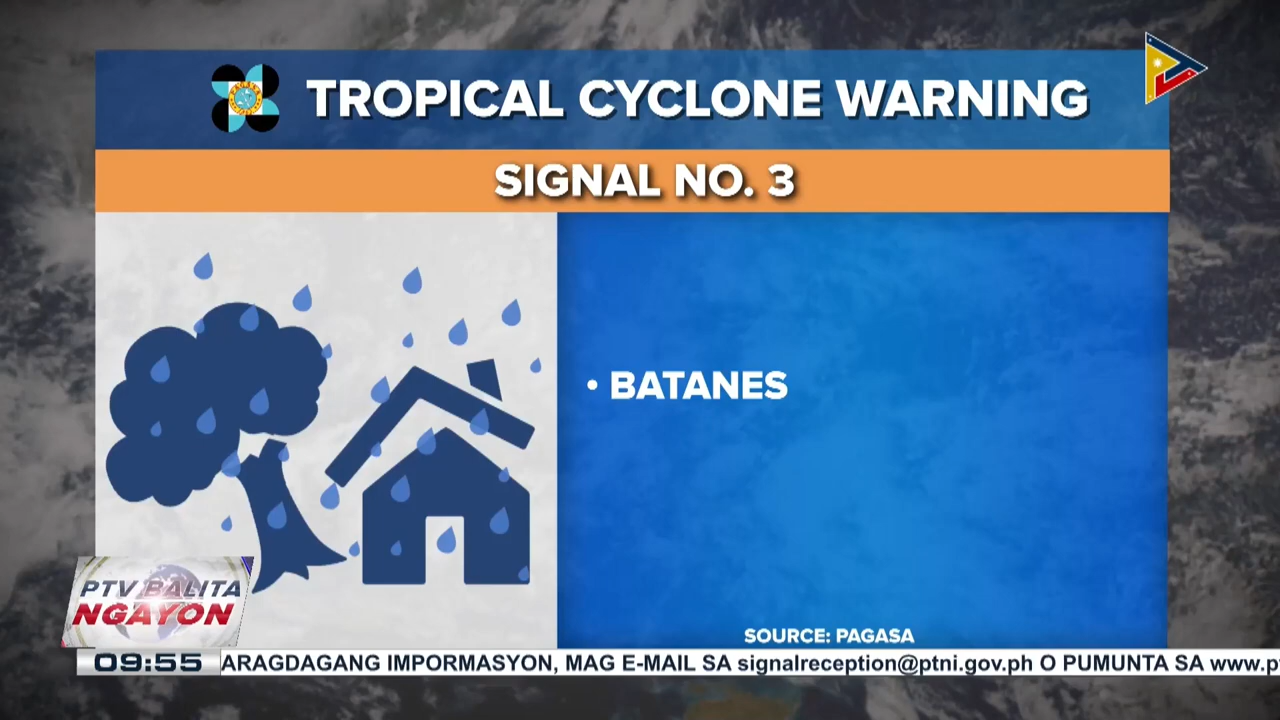 TROPICAL CYCLONE WARNING
SIGNAL NO. 3
• BATANES
SOURCE: PAGASA
PTV BALITA
NGAYON
09:55
ARAGDAGANG IMPORMASYON, MAG E-MAIL SA signalreception@ptni.gov.ph O PUMUNTA SA www.p